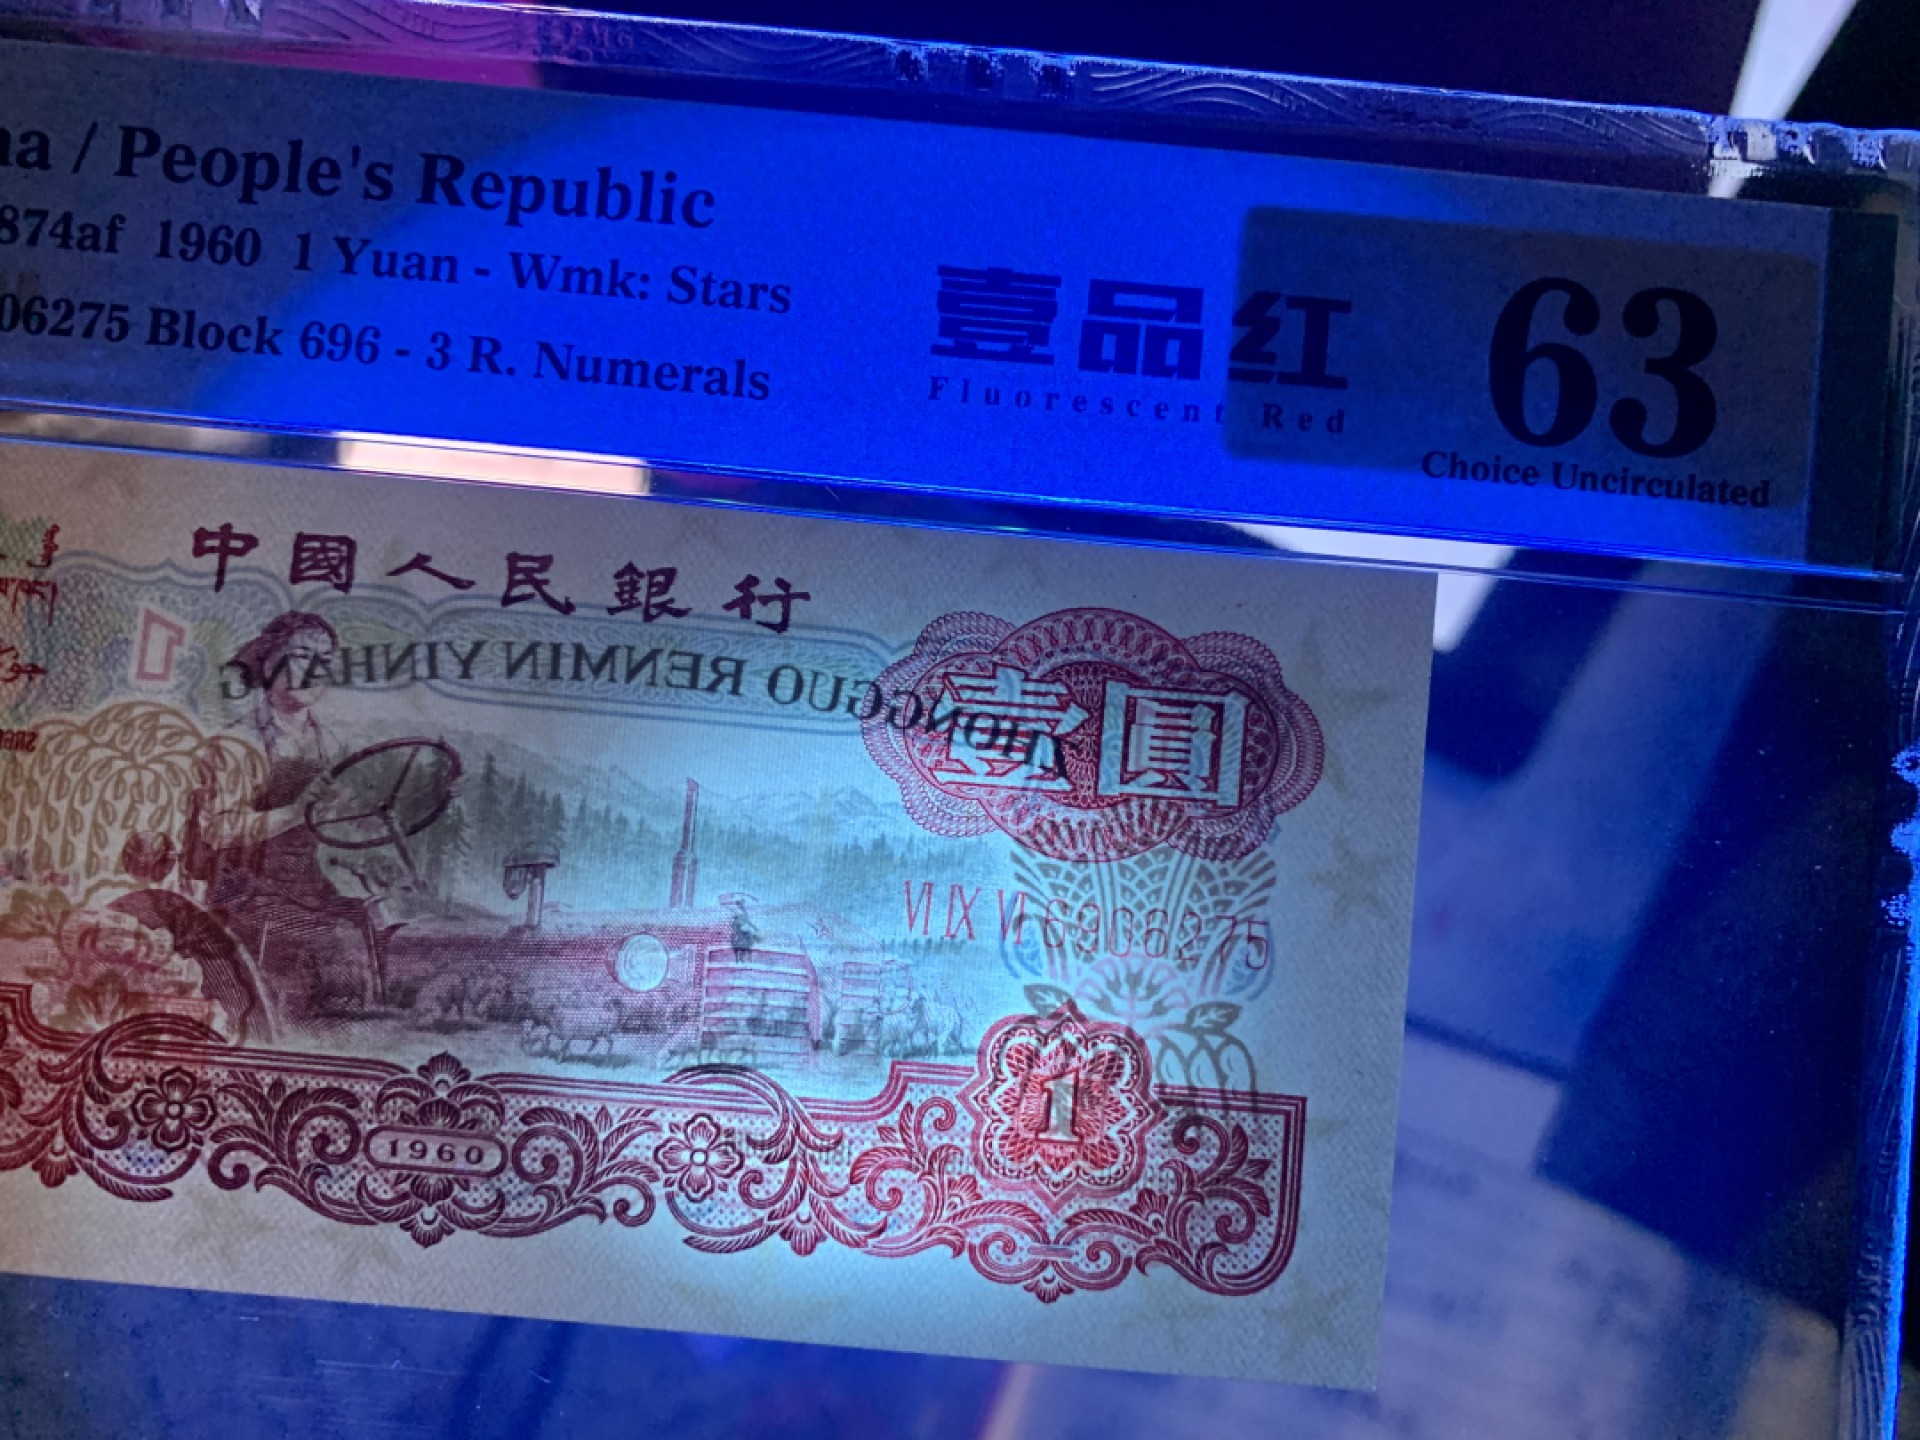 na / People's Republic
874af 1960 1 Yuan - Wmk: Stars
06275 Block 696 - 3 R. Numerals
壹品红
Fluorescent Red
63
Choice Uncirculated
中國人民銀行
ZHONGGUO RENMIN YINHANG
壹圓
VI IX VI 6906275
1
1960
1